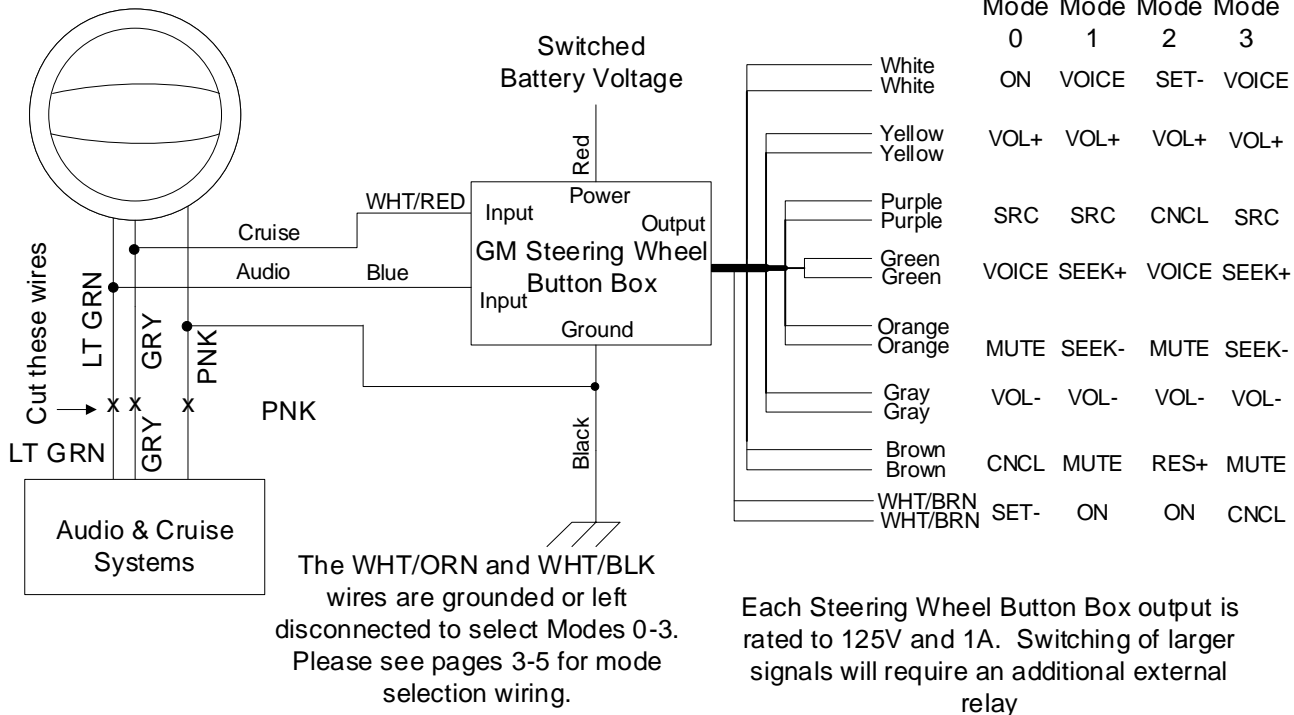 Mode Mode Mode Mode
0 1 2 3
Switched
Battery Voltage
Red
White
White
ON VOICE SET- VOICE
Yellow
Yellow
VOL+ VOL+ VOL+ VOL+
Purple
Purple
SRC SRC CNCL SRC
Green
Green
VOICE SEEK+ VOICE SEEK+
Orange
Orange
MUTE SEEK- MUTE SEEK-
Gray
Gray
VOL- VOL- VOL- VOL-
Brown
Brown
CNCL MUTE RES+ MUTE
WHT/BRN
WHT/BRN
SET- ON ON CNCL
WHT/RED
Cruise
Audio
Blue
Power
Input
Output
GM Steering Wheel
Button Box
Input
Ground
Cut these wires
LT GRN
GRY
PNK
PNK
LT GRN
GRY
Black
Audio & Cruise
Systems
The WHT/ORN and WHT/BLK
wires are grounded or left
disconnected to select Modes 0-3.
Please see pages 3-5 for mode
selection wiring.
Each Steering Wheel Button Box output is
rated to 125V and 1A. Switching of larger
signals will require an additional external
relay